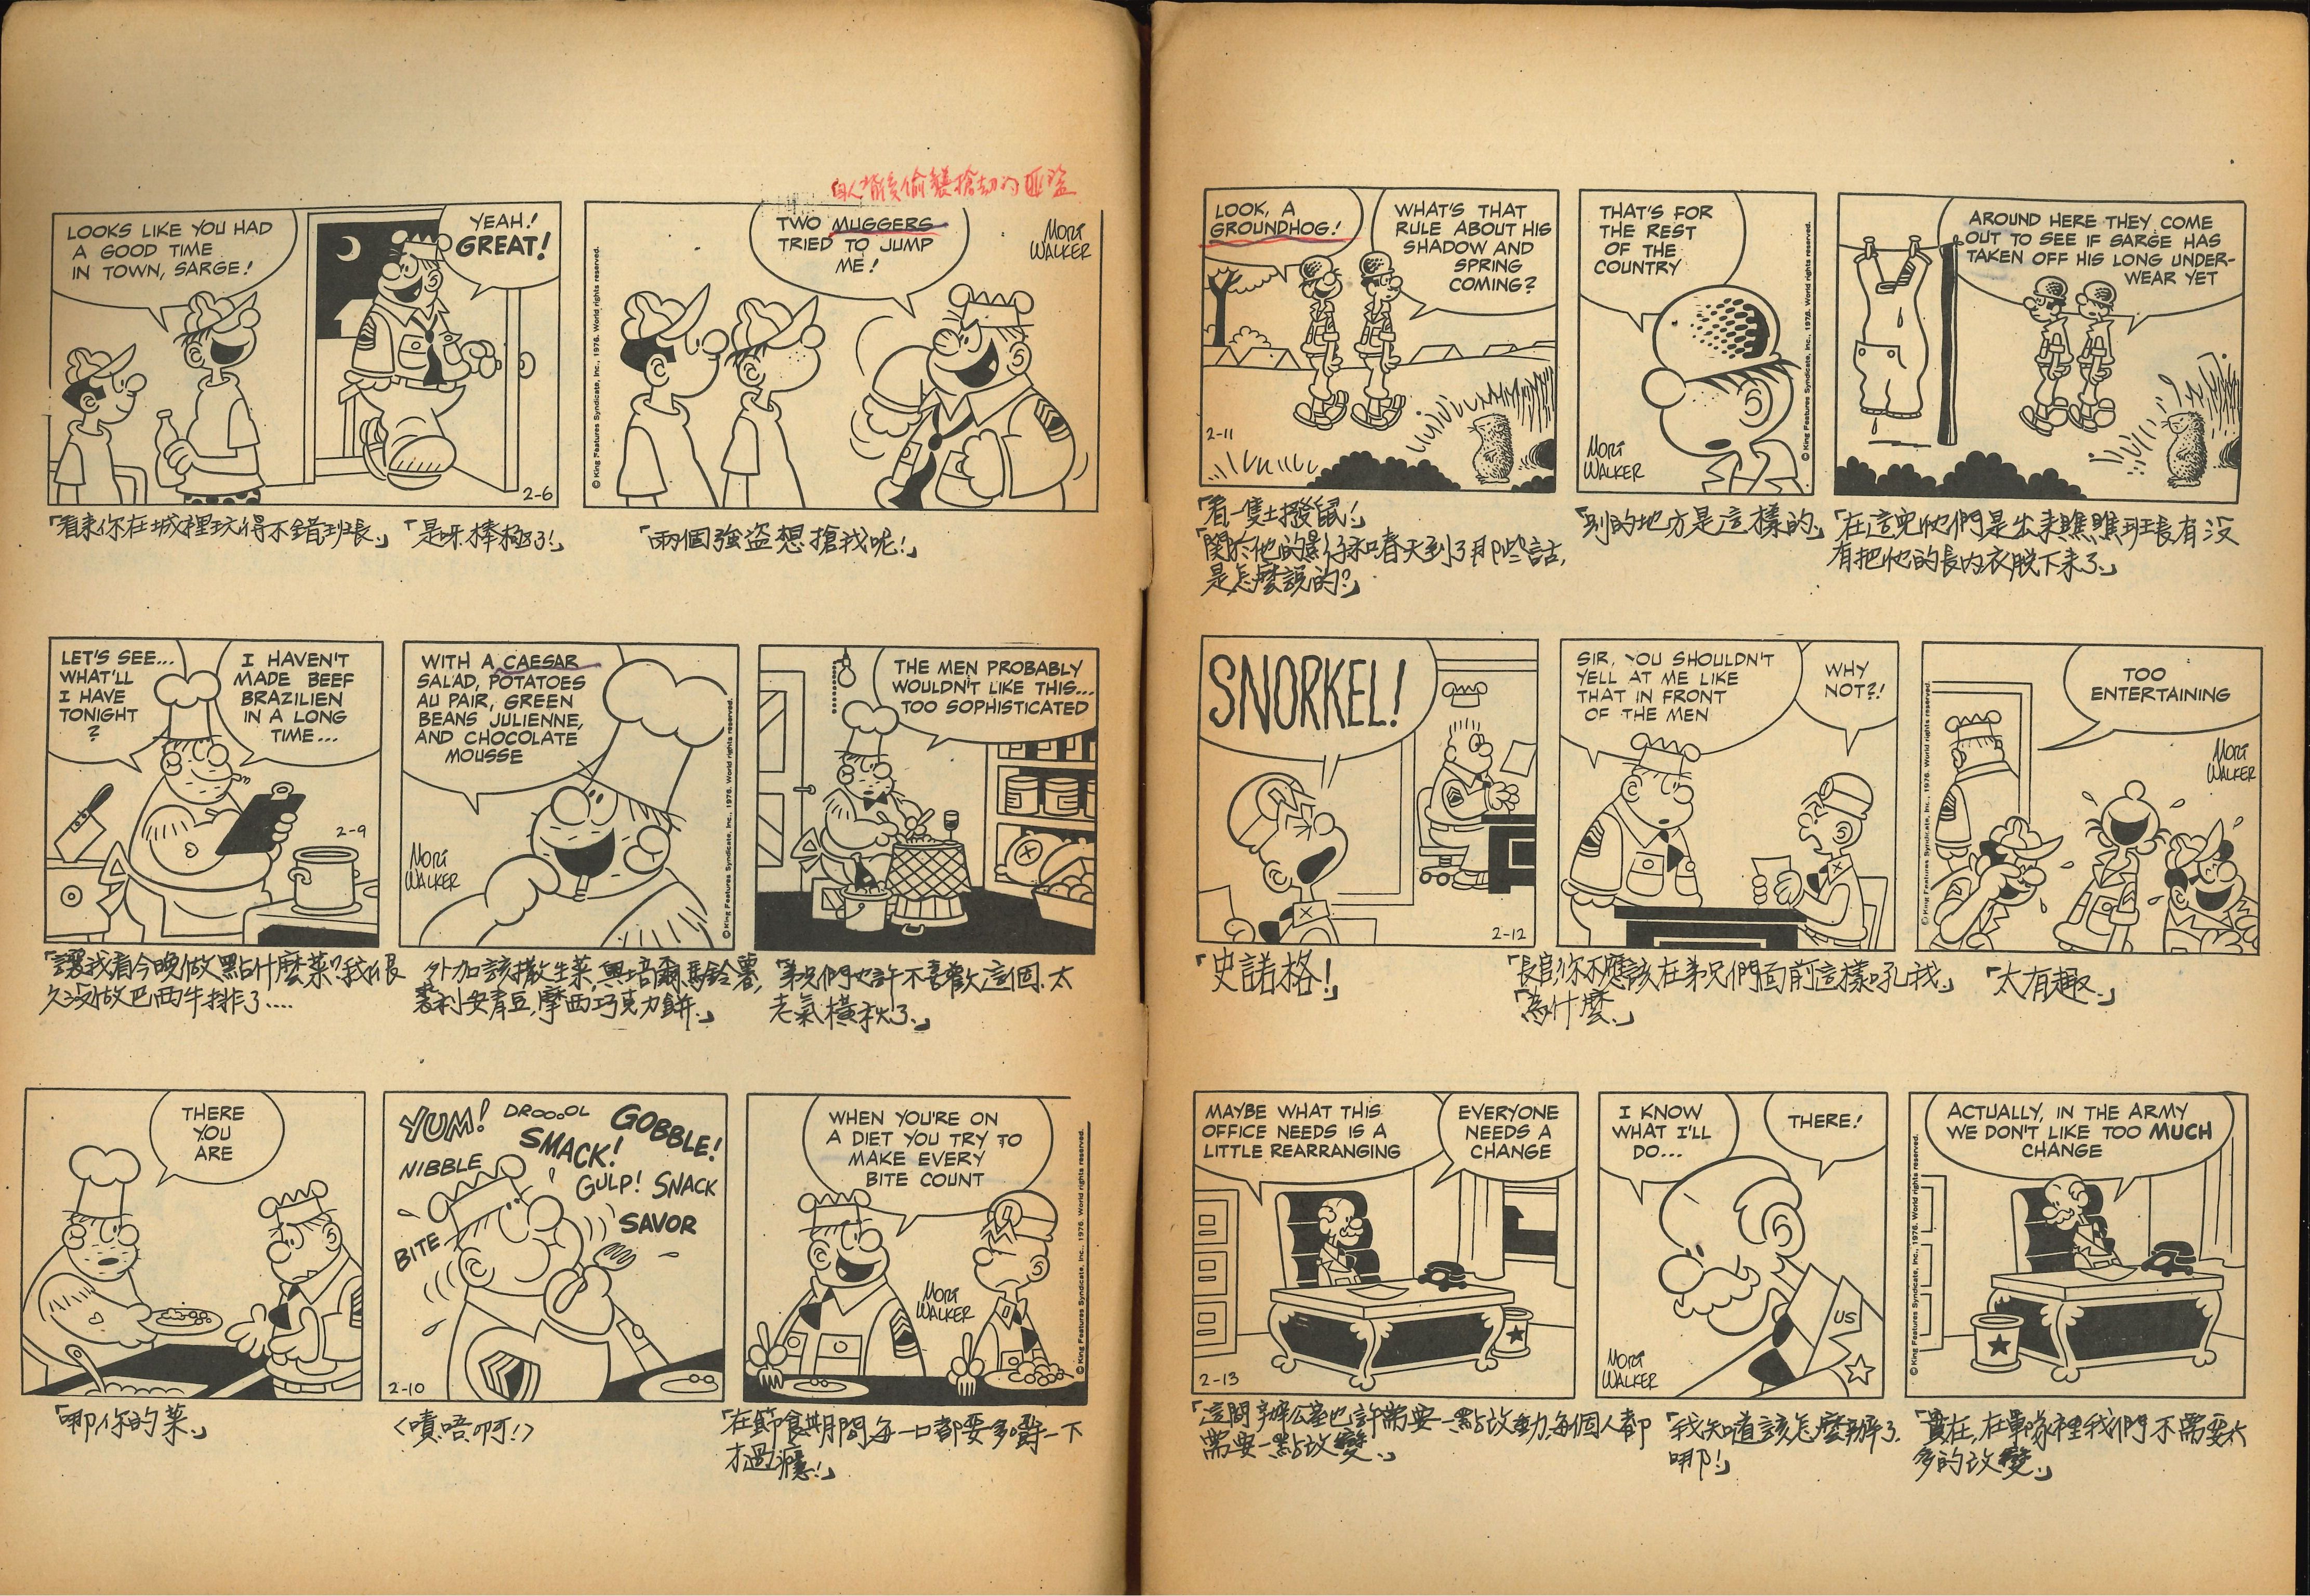 自人背後偷襲搶劫的
LOOKS LIKE YOU HAD
A GOOD TIME
IN TOWN, SARGE!
YEAH!
GREAT!
2-6
© King Features Syndicate, Inc., 1976. World rights reserved.
TWO MUGGERS
TRIED TO JUMP
ME!
MORT
WALKER
「看來你在城裡玩得不錯班長。」
「是呀棒極了!」
「兩個強盜想搶我呢!」
LET'S SEE...
WHAT'LL
I HAVE
TONIGHT
?
I HAVEN'T
MADE BEEF
BRAZILIEN
IN A LONG
TIME...
2-9
WITH A CAESAR
SALAD, POTATOES
AU PAIR, GREEN
BEANS JULIENNE,
AND CHOCOLATE
MOUSSE
MORT
WALKER
© King Features Syndicate, Inc., 1976. World rights reserved.
THE MEN PROBABLY
WOULDN'T LIKE THIS...
TOO SOPHISTICATED
「讓我看今晚做點什麼菜?我很
久沒做巴西牛排了....
外加該撒生菜,與培爾馬鈴薯,
裘利安青豆,摩西巧克力餅.」
「弟兄們也許不喜歡這個.太
老氣橫秋了.」
THERE
YOU
ARE
YUM!
DROOOOL
GOBBLE!
SMACK!
NIBBLE
GULP! SNACK
SAVOR
BITE
2-10
WHEN YOU'RE ON
A DIET YOU TRY TO
MAKE EVERY
BITE COUNT
MORT
WALKER
© King Features Syndicate, Inc., 1976. World rights reserved.
「哪你的菜.」
〈嘖唔啊!〉
「在節食期間每一口都要多嚼一下
才過癮!」
LOOK, A
GROUNDHOG!
WHAT'S THAT
RULE ABOUT HIS
SHADOW AND
SPRING
COMING?
2-11
THAT'S FOR
THE REST
OF THE
COUNTRY
MORT
WALKER
© King Features Syndicate, Inc., 1976. World rights reserved.
AROUND HERE THEY COME
OUT TO SEE IF SARGE HAS
TAKEN OFF HIS LONG UNDER-
WEAR YET
「看一隻土撥鼠!」
「關於他的影子和春天到了那些話,
是怎麼說的?」
「別的地方是這樣的.」
「在這兒他們是出來瞧瞧班長有沒
有把他的長內衣脫下來了.」
SNORKEL!
2-12
SIR, YOU SHOULDN'T
YELL AT ME LIKE
THAT IN FRONT
OF THE MEN
WHY
NOT?!
© King Features Syndicate, Inc., 1976. World rights reserved.
TOO
ENTERTAINING
MORT
WALKER
「史諾格!」
「長官!你不應該在弟兄們面前這樣吼我.」
「為什麼.」
「太有趣.」
MAYBE WHAT THIS
OFFICE NEEDS IS A
LITTLE REARRANGING
EVERYONE
NEEDS A
CHANGE
2-13
I KNOW
WHAT I'LL
DO...
THERE!
US
MORT
WALKER
© King Features Syndicate, Inc., 1976. World rights reserved.
ACTUALLY, IN THE ARMY
WE DON'T LIKE TOO MUCH
CHANGE
「這間辦公室也許需要一點改動,每個人都
需要一點改變.」
「我知道該怎麼辦了.
哪!」
「實在,在軍隊裡我們不需要太
多的改變.」